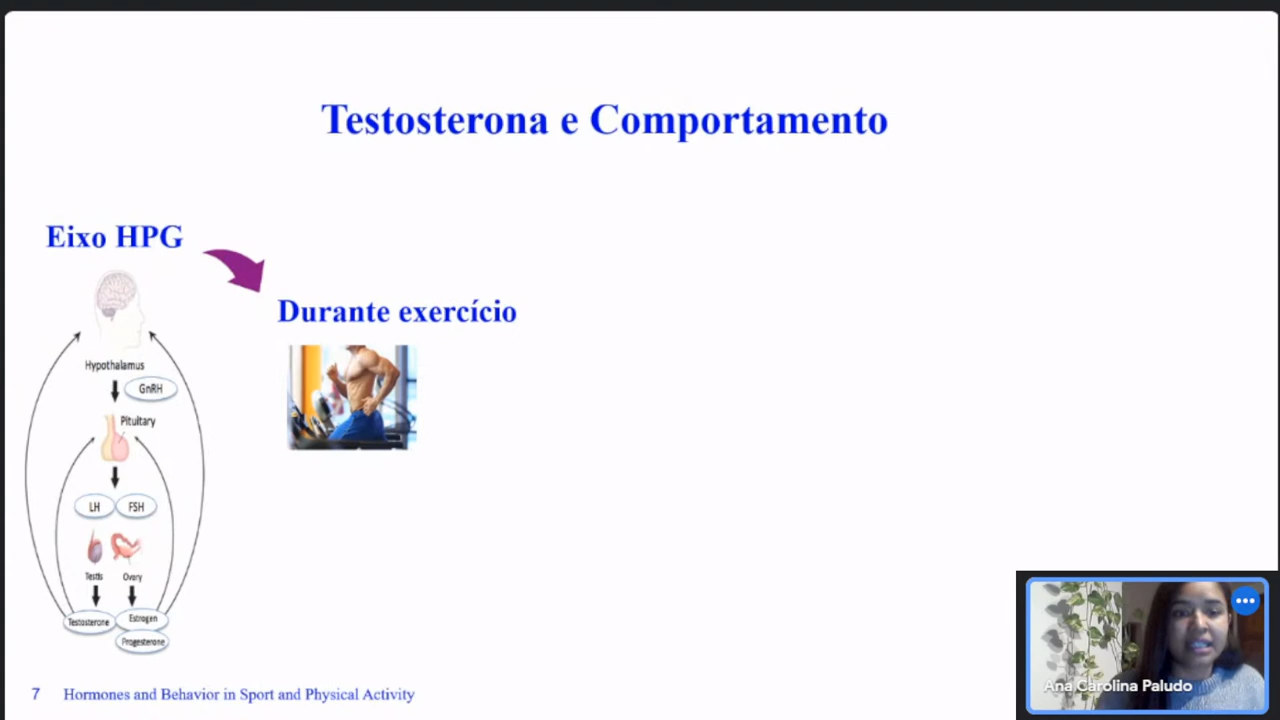 Testosterona e Comportamento
Eixo HPG
Durante exercício
Hypothalamus
GnRH
Pituitary
LH
FSH
Testis
Ovary
Testosterone
Estrogen
Progesterone
7
Hormones and Behavior in Sport and Physical Activity
Ana Carolina Paludo